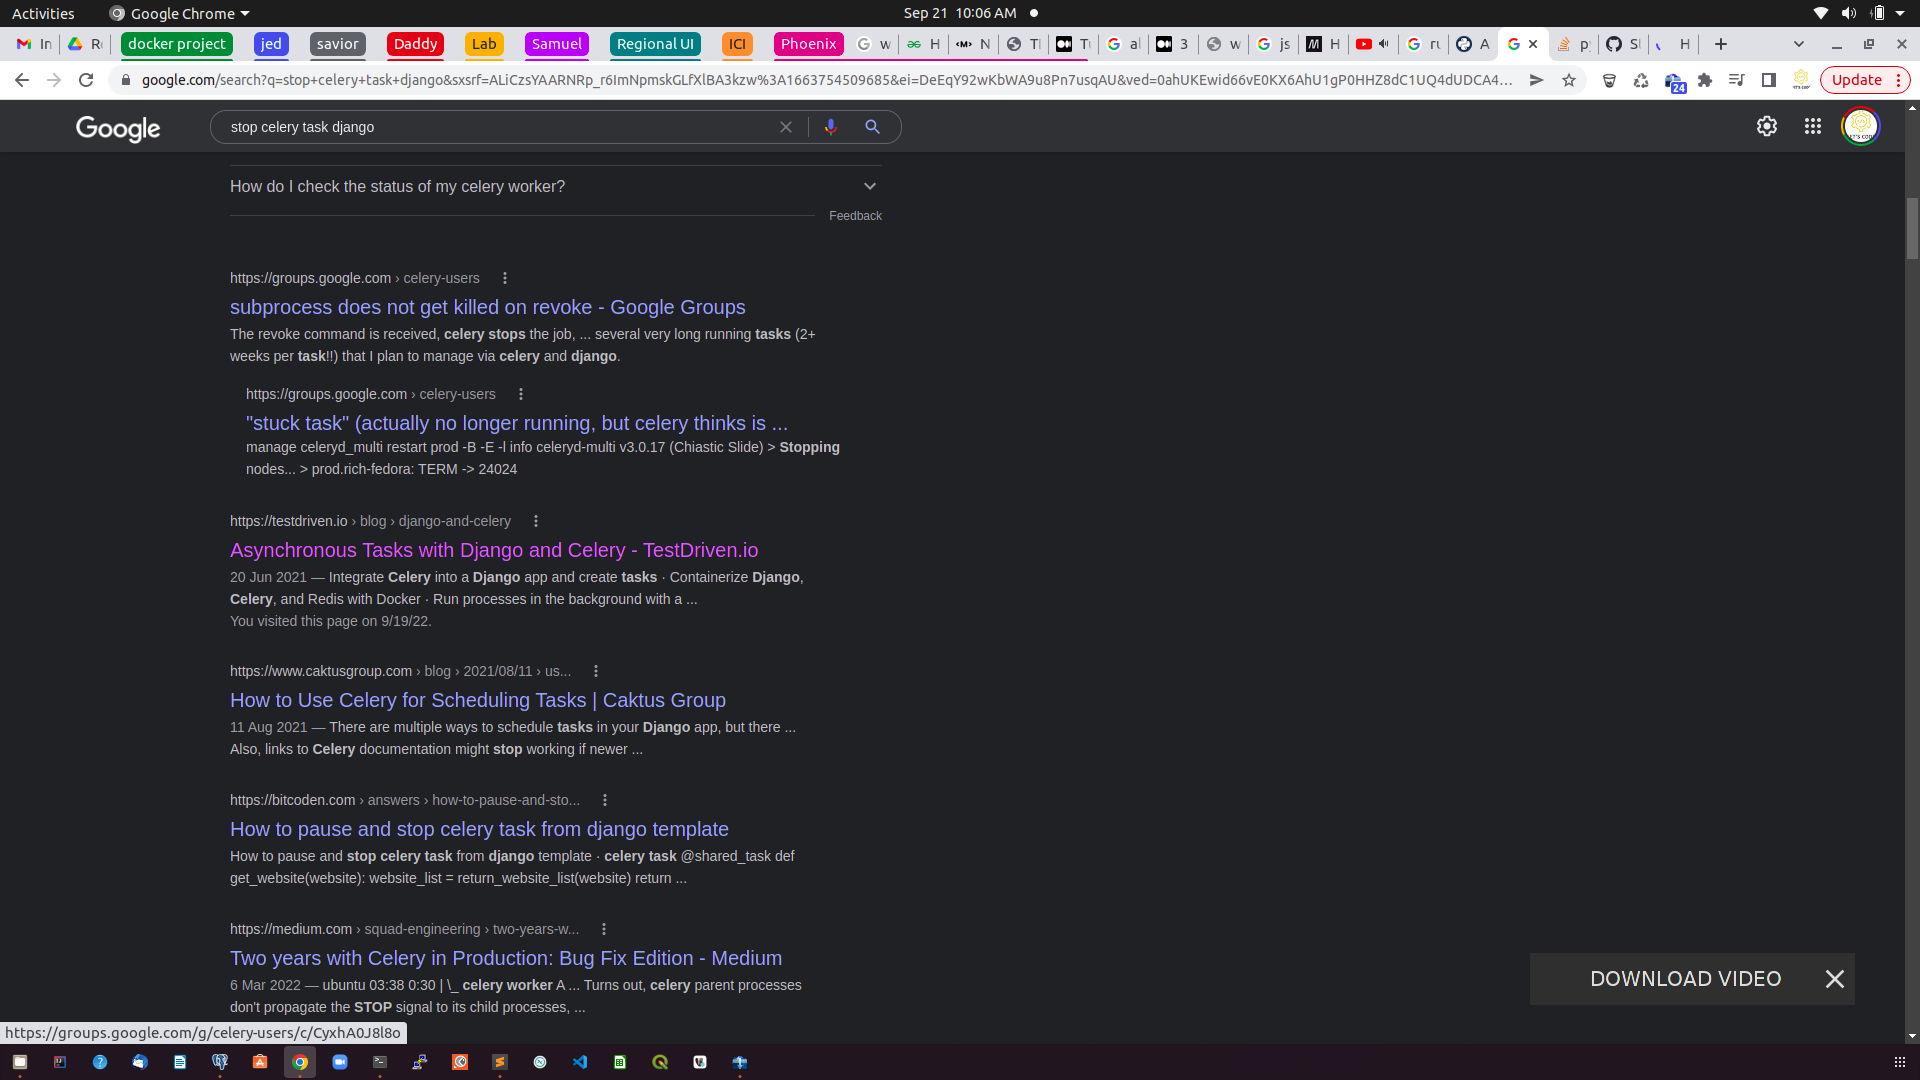 Activities
Google Chrome
Sep 21 10:06 AM
docker project
jed
savior
Daddy
Lab
Samuel
Regional UI
ICI
Phoenix
google.com/search?q=stop+celery+task+django&sxsrf=ALiCzsYAARNRp_r6ImNpmskGLfXlBA3kzw%3A1663754509685&ei=DeEqY92wKbWA9u8Pn7usqAU&ved=0ahUKEwid66vE0KX6AhU1gP0HHZ8dC1UQ4dUDCA4...
24
Update
Google
stop celery task django
How do I check the status of my celery worker?
Feedback
https://groups.google.com › celery-users
subprocess does not get killed on revoke - Google Groups
The revoke command is received, celery stops the job, ... several very long running tasks (2+
weeks per task!!) that I plan to manage via celery and django.
https://groups.google.com › celery-users
"stuck task" (actually no longer running, but celery thinks is ...
manage celeryd_multi restart prod -B -E -l info celeryd-multi v3.0.17 (Chiastic Slide) > Stopping
nodes... > prod.rich-fedora: TERM -> 24024
https://testdriven.io › blog › django-and-celery
Asynchronous Tasks with Django and Celery - TestDriven.io
20 Jun 2021 — Integrate Celery into a Django app and create tasks · Containerize Django,
Celery, and Redis with Docker · Run processes in the background with a ...
You visited this page on 9/19/22.
https://www.caktusgroup.com › blog › 2021/08/11 › us...
How to Use Celery for Scheduling Tasks | Caktus Group
11 Aug 2021 — There are multiple ways to schedule tasks in your Django app, but there ...
Also, links to Celery documentation might stop working if newer ...
https://bitcoden.com › answers › how-to-pause-and-sto...
How to pause and stop celery task from django template
How to pause and stop celery task from django template · celery task @shared_task def
get_website(website): website_list = return_website_list(website) return ...
https://medium.com › squad-engineering › two-years-w...
Two years with Celery in Production: Bug Fix Edition - Medium
6 Mar 2022 — ubuntu 03:38 0:30 | \_ celery worker A ... Turns out, celery parent processes
don't propagate the STOP signal to its child processes, ...
DOWNLOAD VIDEO
https://groups.google.com/g/celery-users/c/CyxhA0J8l8o